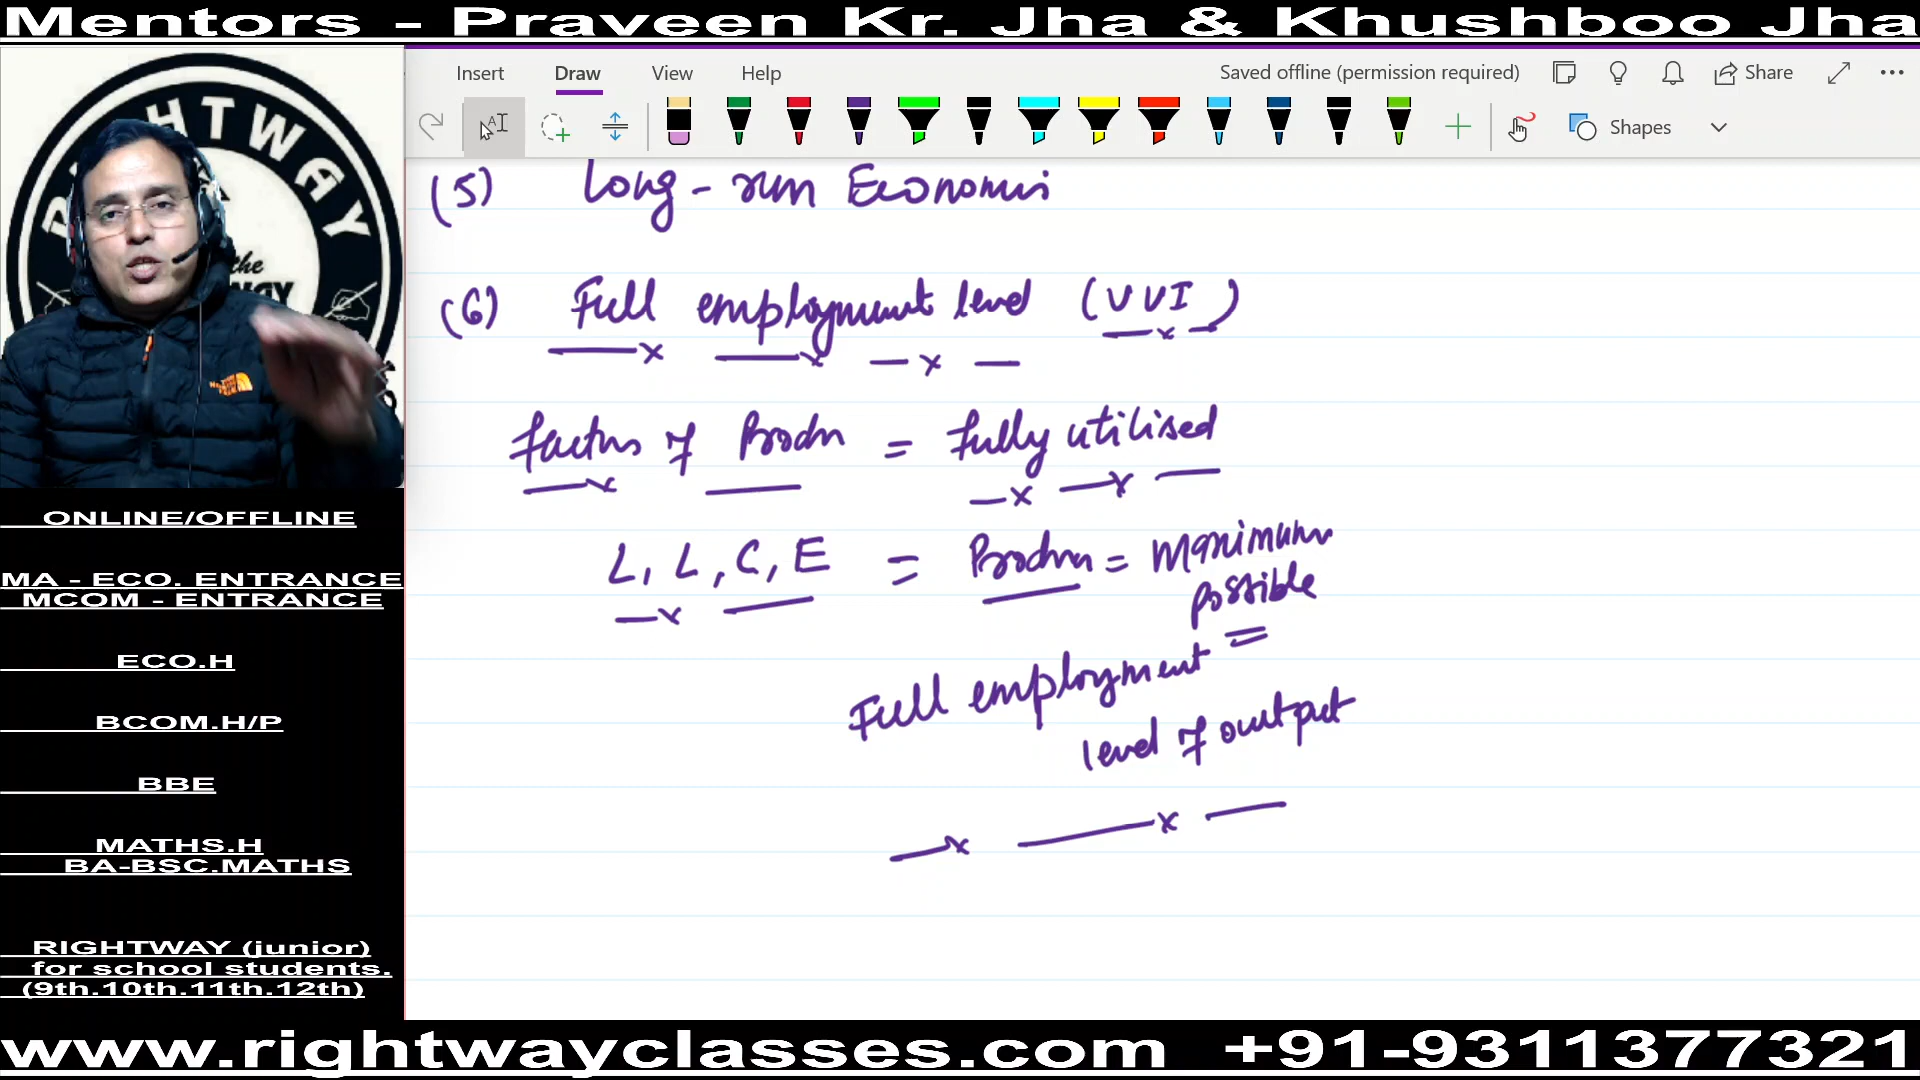 Mentors - Praveen Kr. Jha & Khushboo Jha
Insert Draw View Help Saved offline (permission required) Share
Shapes
RIGHTWAY
the
(5) Long-run Economics
(6) Full employment level (VVI)
factors of Prodn = fully utilised
L, L, C, E = Prodn = Maximum
possible
Full employment
level of output
ONLINE/OFFLINE
MA - ECO. ENTRANCE
MCOM - ENTRANCE
ECO.H
BCOM.H/P
BBE
MATHS.H
BA-BSC.MATHS
RIGHTWAY (junior)
for school students.
(9th.10th.11th.12th)
www.rightwayclasses.com +91-9311377321